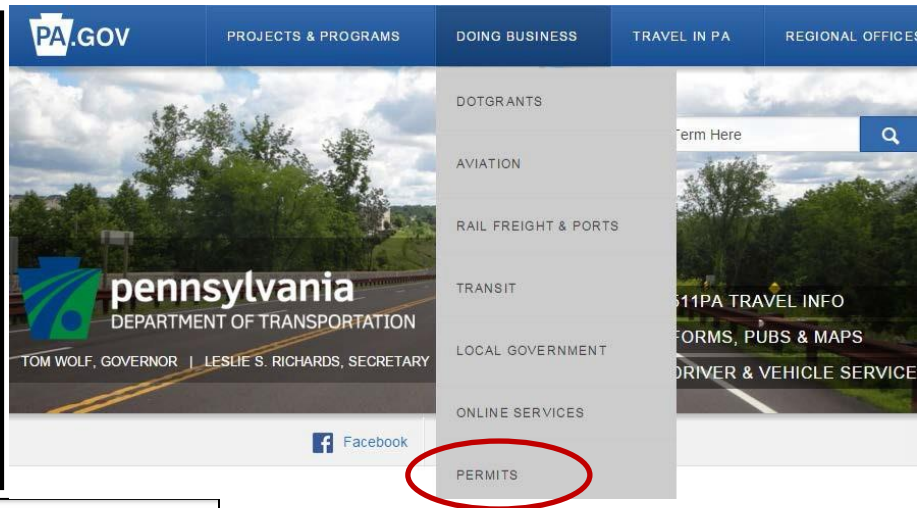 PA.GOV PROJECTS & PROGRAMS DOING BUSINESS TRAVEL IN PA REGIONAL OFFICES
DOTGRANTS
Term Here
AVIATION
RAIL FREIGHT & PORTS
TRANSIT
pennsylvania
DEPARTMENT OF TRANSPORTATION
511PA TRAVEL INFO
LOCAL GOVERNMENT
FORMS, PUBS & MAPS
TOM WOLF, GOVERNOR | LESLIE S. RICHARDS, SECRETARY
DRIVER & VEHICLE SERVICE
ONLINE SERVICES
Facebook
PERMITS